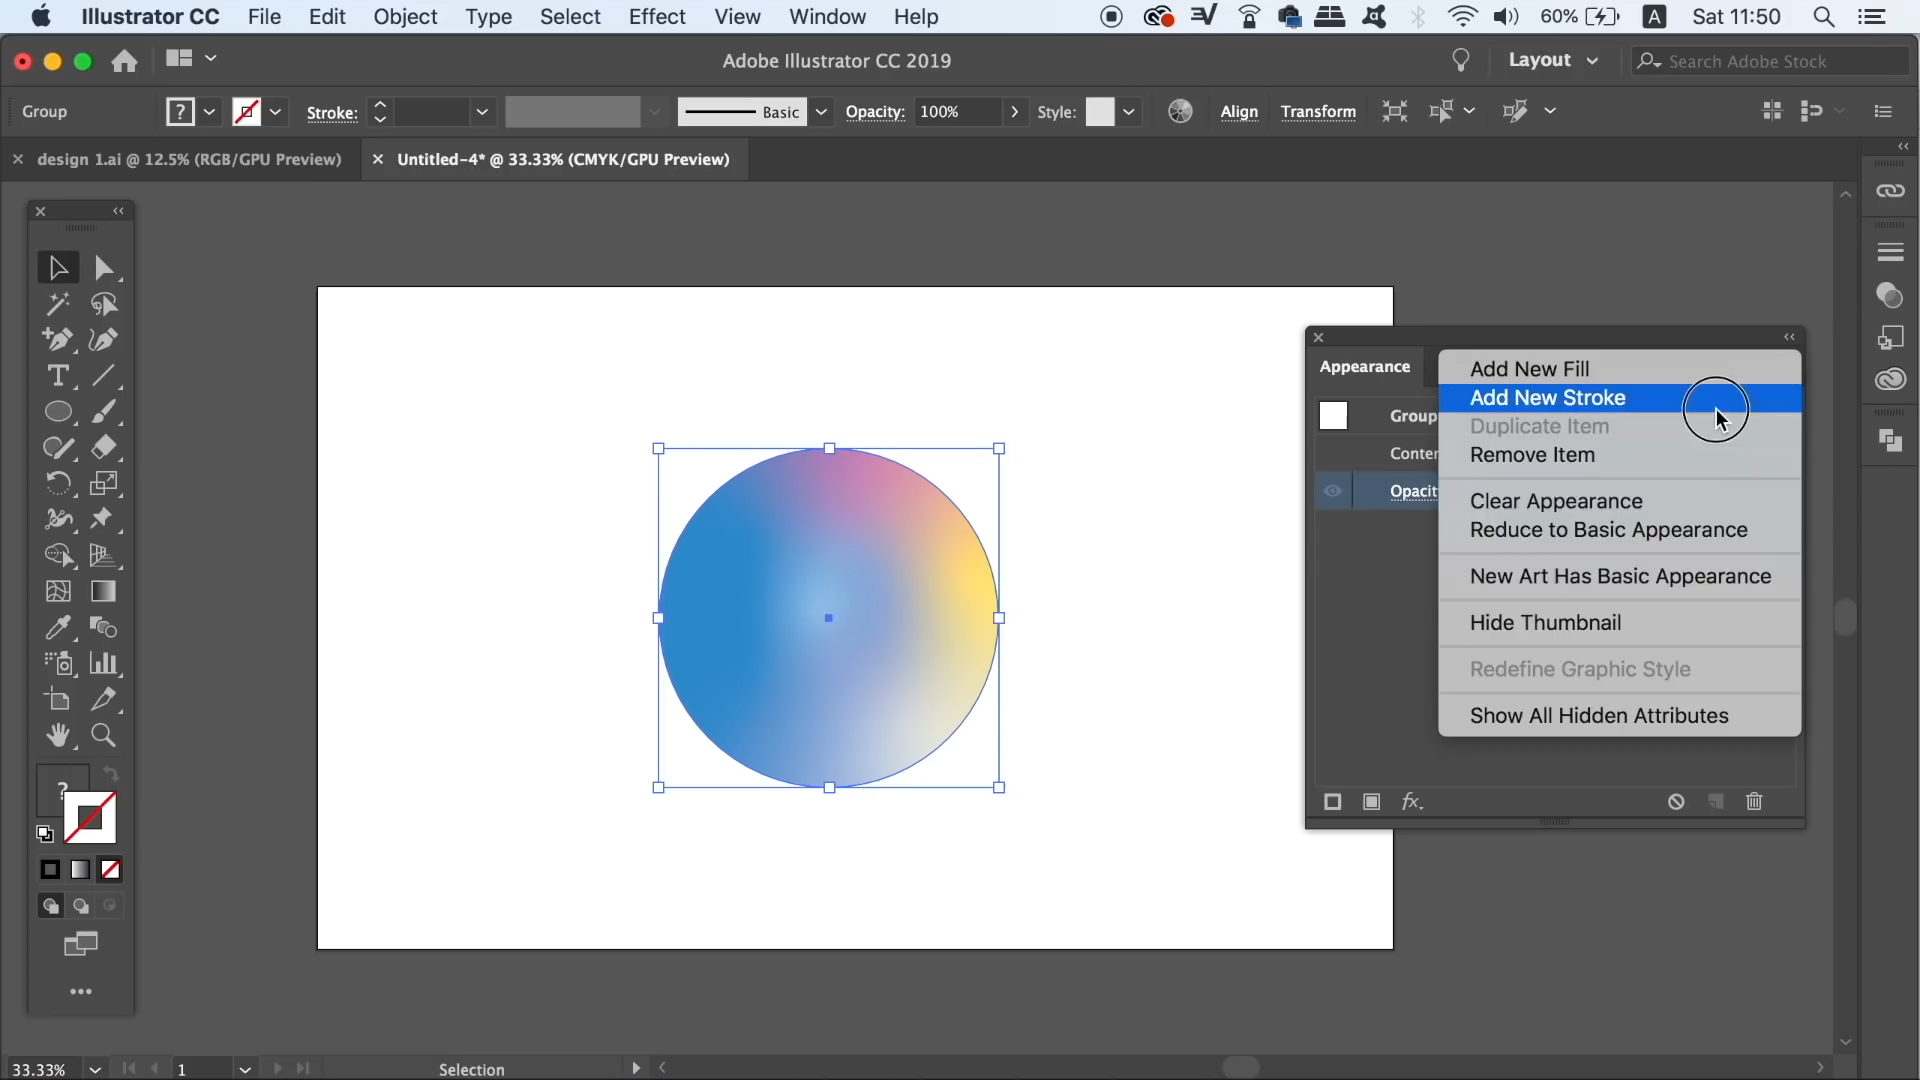 Illustrator CC File Edit Object Type Select Effect View Window Help 60% A Sat 11:50
Adobe Illustrator CC 2019 Layout Search Adobe Stock
Group ? Stroke: Basic Opacity: 100% Style: Align Transform
design 1.ai @ 12.5% (RGB/GPU Preview) Untitled-4* @ 33.33% (CMYK/GPU Preview)
Appearance
Group
Conten
Opacit
Add New Fill
Add New Stroke
Duplicate Item
Remove Item
Clear Appearance
Reduce to Basic Appearance
New Art Has Basic Appearance
Hide Thumbnail
Redefine Graphic Style
Show All Hidden Attributes
fx.
?
33.33% 1 Selection